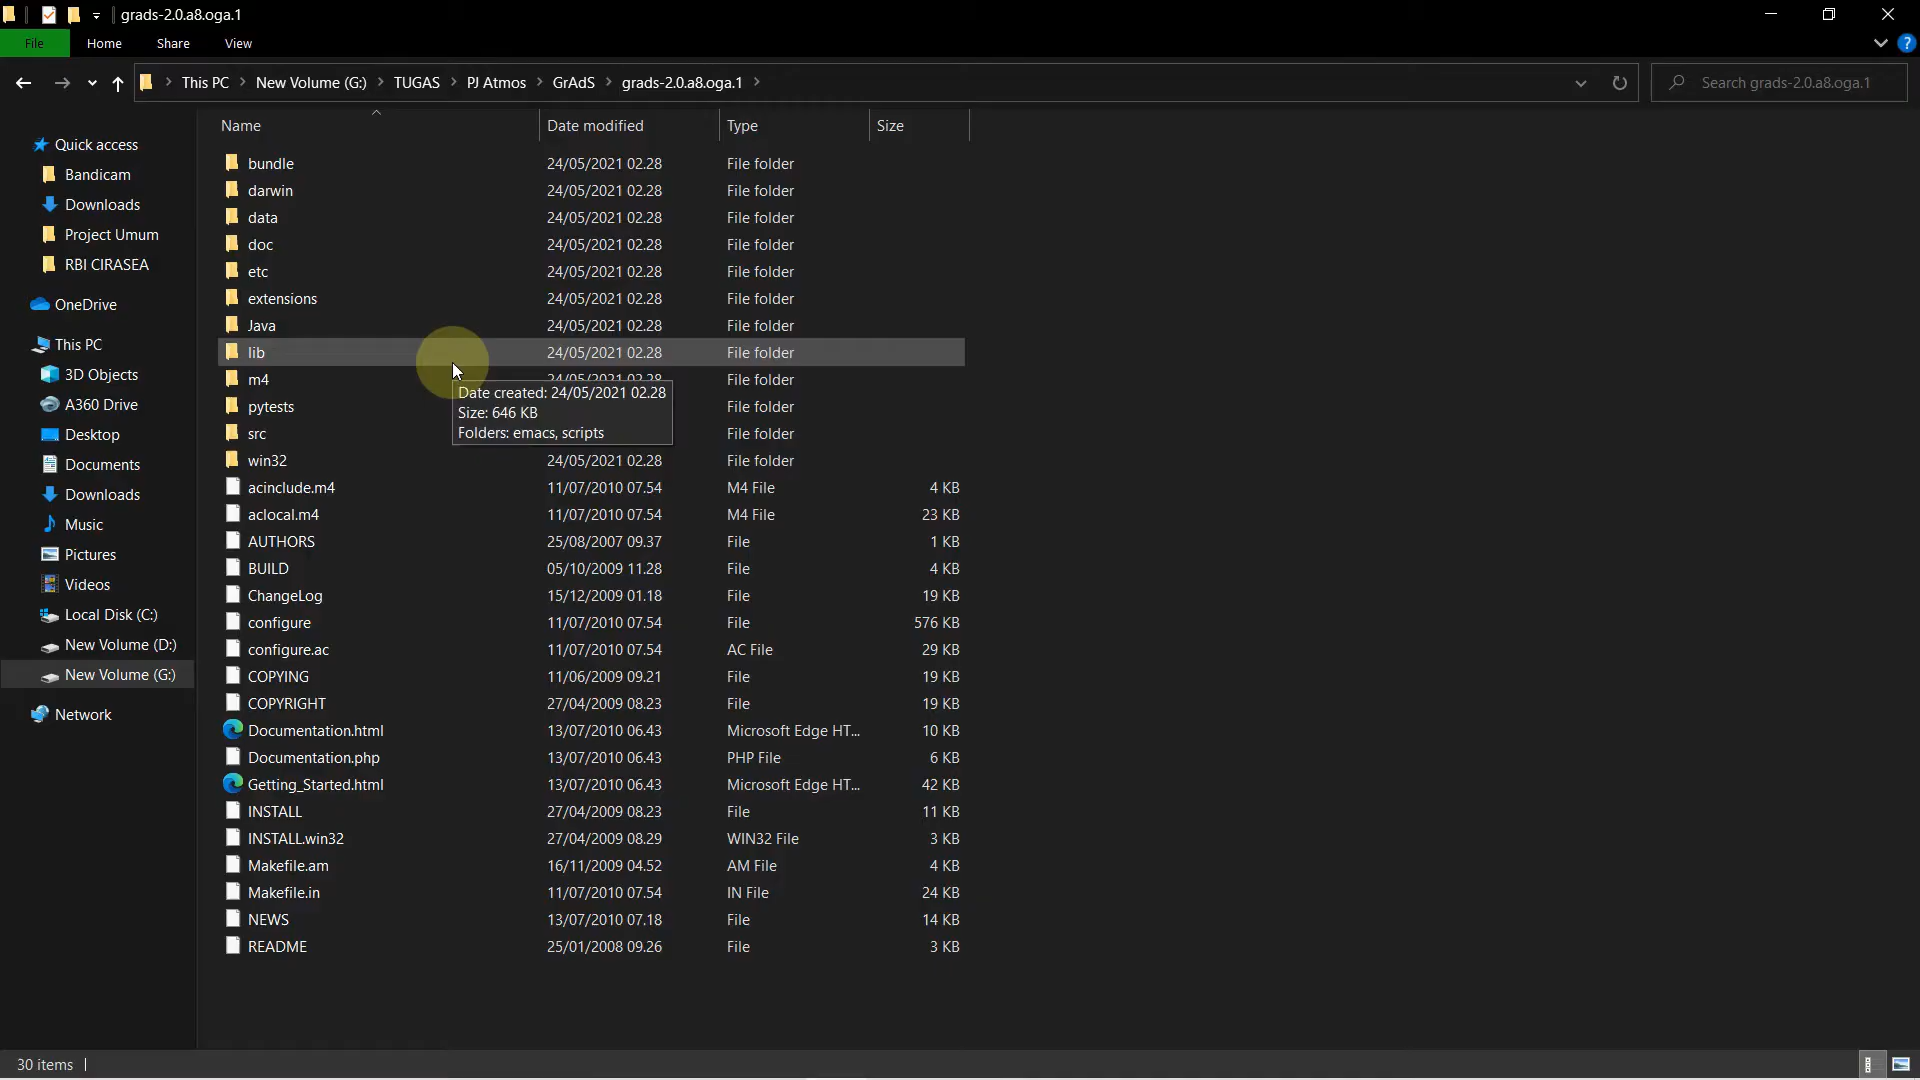 grads-2.0.a8.oga.1
File Home Share View
This PC New Volume (G:) TUGAS PJ Atmos GrAdS grads-2.0.a8.oga.1 Search grads-2.0.a8.oga.1
Name Date modified Type Size
Quick access
Bandicam
Downloads
Project Umum
RBI CIRASEA
OneDrive
This PC
3D Objects
A360 Drive
Desktop
Documents
Downloads
Music
Pictures
Videos
Local Disk (C:)
New Volume (D:)
New Volume (G:)
Network
bundle 24/05/2021 02.28 File folder
darwin 24/05/2021 02.28 File folder
data 24/05/2021 02.28 File folder
doc 24/05/2021 02.28 File folder
etc 24/05/2021 02.28 File folder
extensions 24/05/2021 02.28 File folder
Java 24/05/2021 02.28 File folder
lib 24/05/2021 02.28 File folder
m4 24/05/2021 02.28 File folder
pytests File folder
src File folder
win32 24/05/2021 02.28 File folder
Date created: 24/05/2021 02.28
Size: 646 KB
Folders: emacs, scripts
acinclude.m4 11/07/2010 07.54 M4 File 4 KB
aclocal.m4 11/07/2010 07.54 M4 File 23 KB
AUTHORS 25/08/2007 09.37 File 1 KB
BUILD 05/10/2009 11.28 File 4 KB
ChangeLog 15/12/2009 01.18 File 19 KB
configure 11/07/2010 07.54 File 576 KB
configure.ac 11/07/2010 07.54 AC File 29 KB
COPYING 11/06/2009 09.21 File 19 KB
COPYRIGHT 27/04/2009 08.23 File 19 KB
Documentation.html 13/07/2010 06.43 Microsoft Edge HT... 10 KB
Documentation.php 13/07/2010 06.43 PHP File 6 KB
Getting_Started.html 13/07/2010 06.43 Microsoft Edge HT... 42 KB
INSTALL 27/04/2009 08.23 File 11 KB
INSTALL.win32 27/04/2009 08.29 WIN32 File 3 KB
Makefile.am 16/11/2009 04.52 AM File 4 KB
Makefile.in 11/07/2010 07.54 IN File 24 KB
NEWS 13/07/2010 07.18 File 14 KB
README 25/01/2008 09.26 File 3 KB
30 items